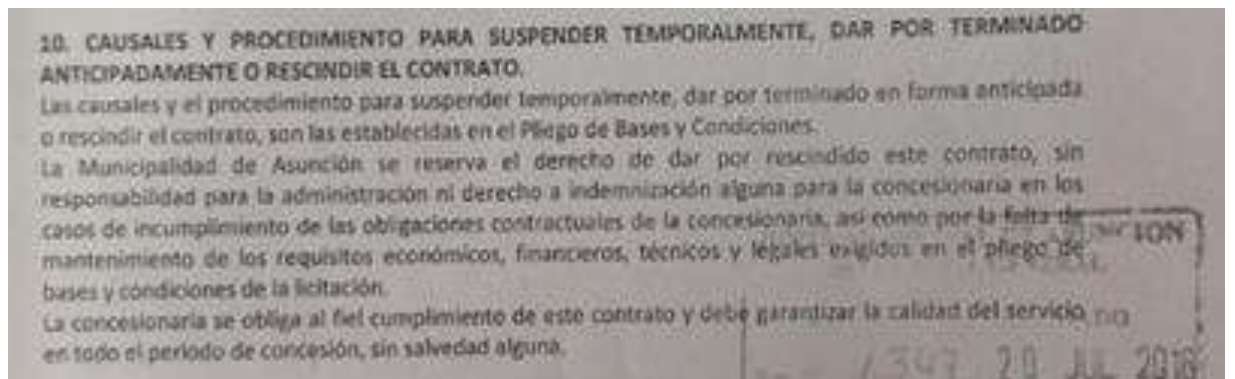 10. CAUSALES Y PROCEDIMIENTO PARA SUSPENDER TEMPORALMENTE, DAR POR TERMINADO
ANTICIPADAMENTE O RESCINDIR EL CONTRATO.
Las causales y el procedimiento para suspender temporalmente, dar por terminado en forma anticipada
o rescindir el contrato, son las establecidas en el Pliego de Bases y Condiciones.
La Municipalidad de Asunción se reserva el derecho de dar por rescindido este contrato, sin
responsabilidad para la administración ni derecho a indemnización alguna para la concesionaria en los
casos de incumplimiento de las obligaciones contractuales de la concesionaria, asi como por la falta de
mantenimiento de los requisitos económicos, financieros, técnicos y legales exigidos en el pliego de
bases y condiciones de la licitación.
La concesionaria se obliga al fiel cumplimiento de este contrato y debe garantizar la calidad del servicio
en todo el periodo de concesión, sin salvedad alguna.
20 JUL 2016